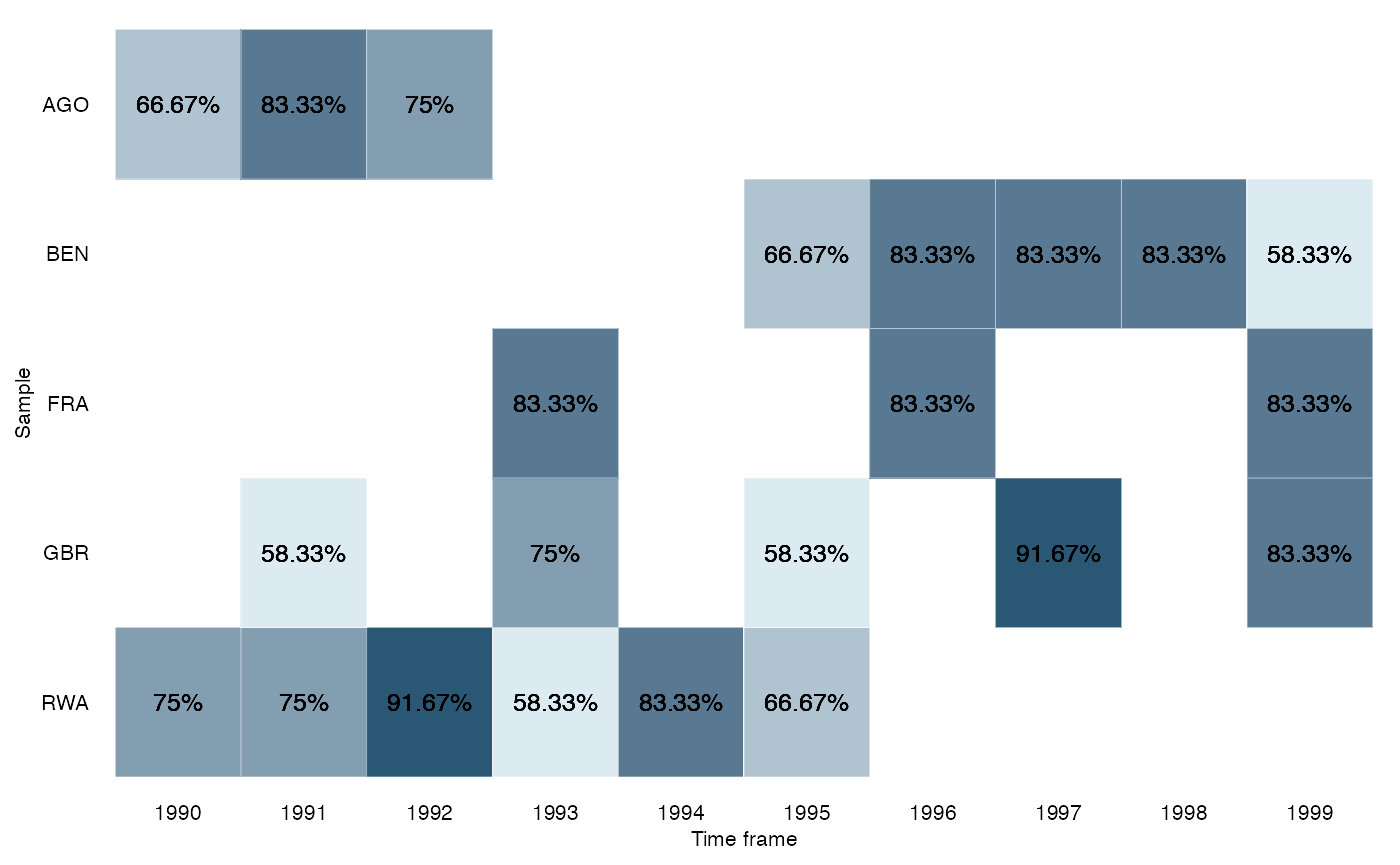 AGO 66.67% 83.33% 75%
BEN 66.67% 83.33% 83.33% 83.33% 58.33%
Sample
FRA 83.33% 83.33% 83.33%
GBR 58.33% 75% 58.33% 91.67% 83.33%
RWA 75% 75% 91.67% 58.33% 83.33% 66.67%
1990 1991 1992 1993 1994 1995 1996 1997 1998 1999
Time frame